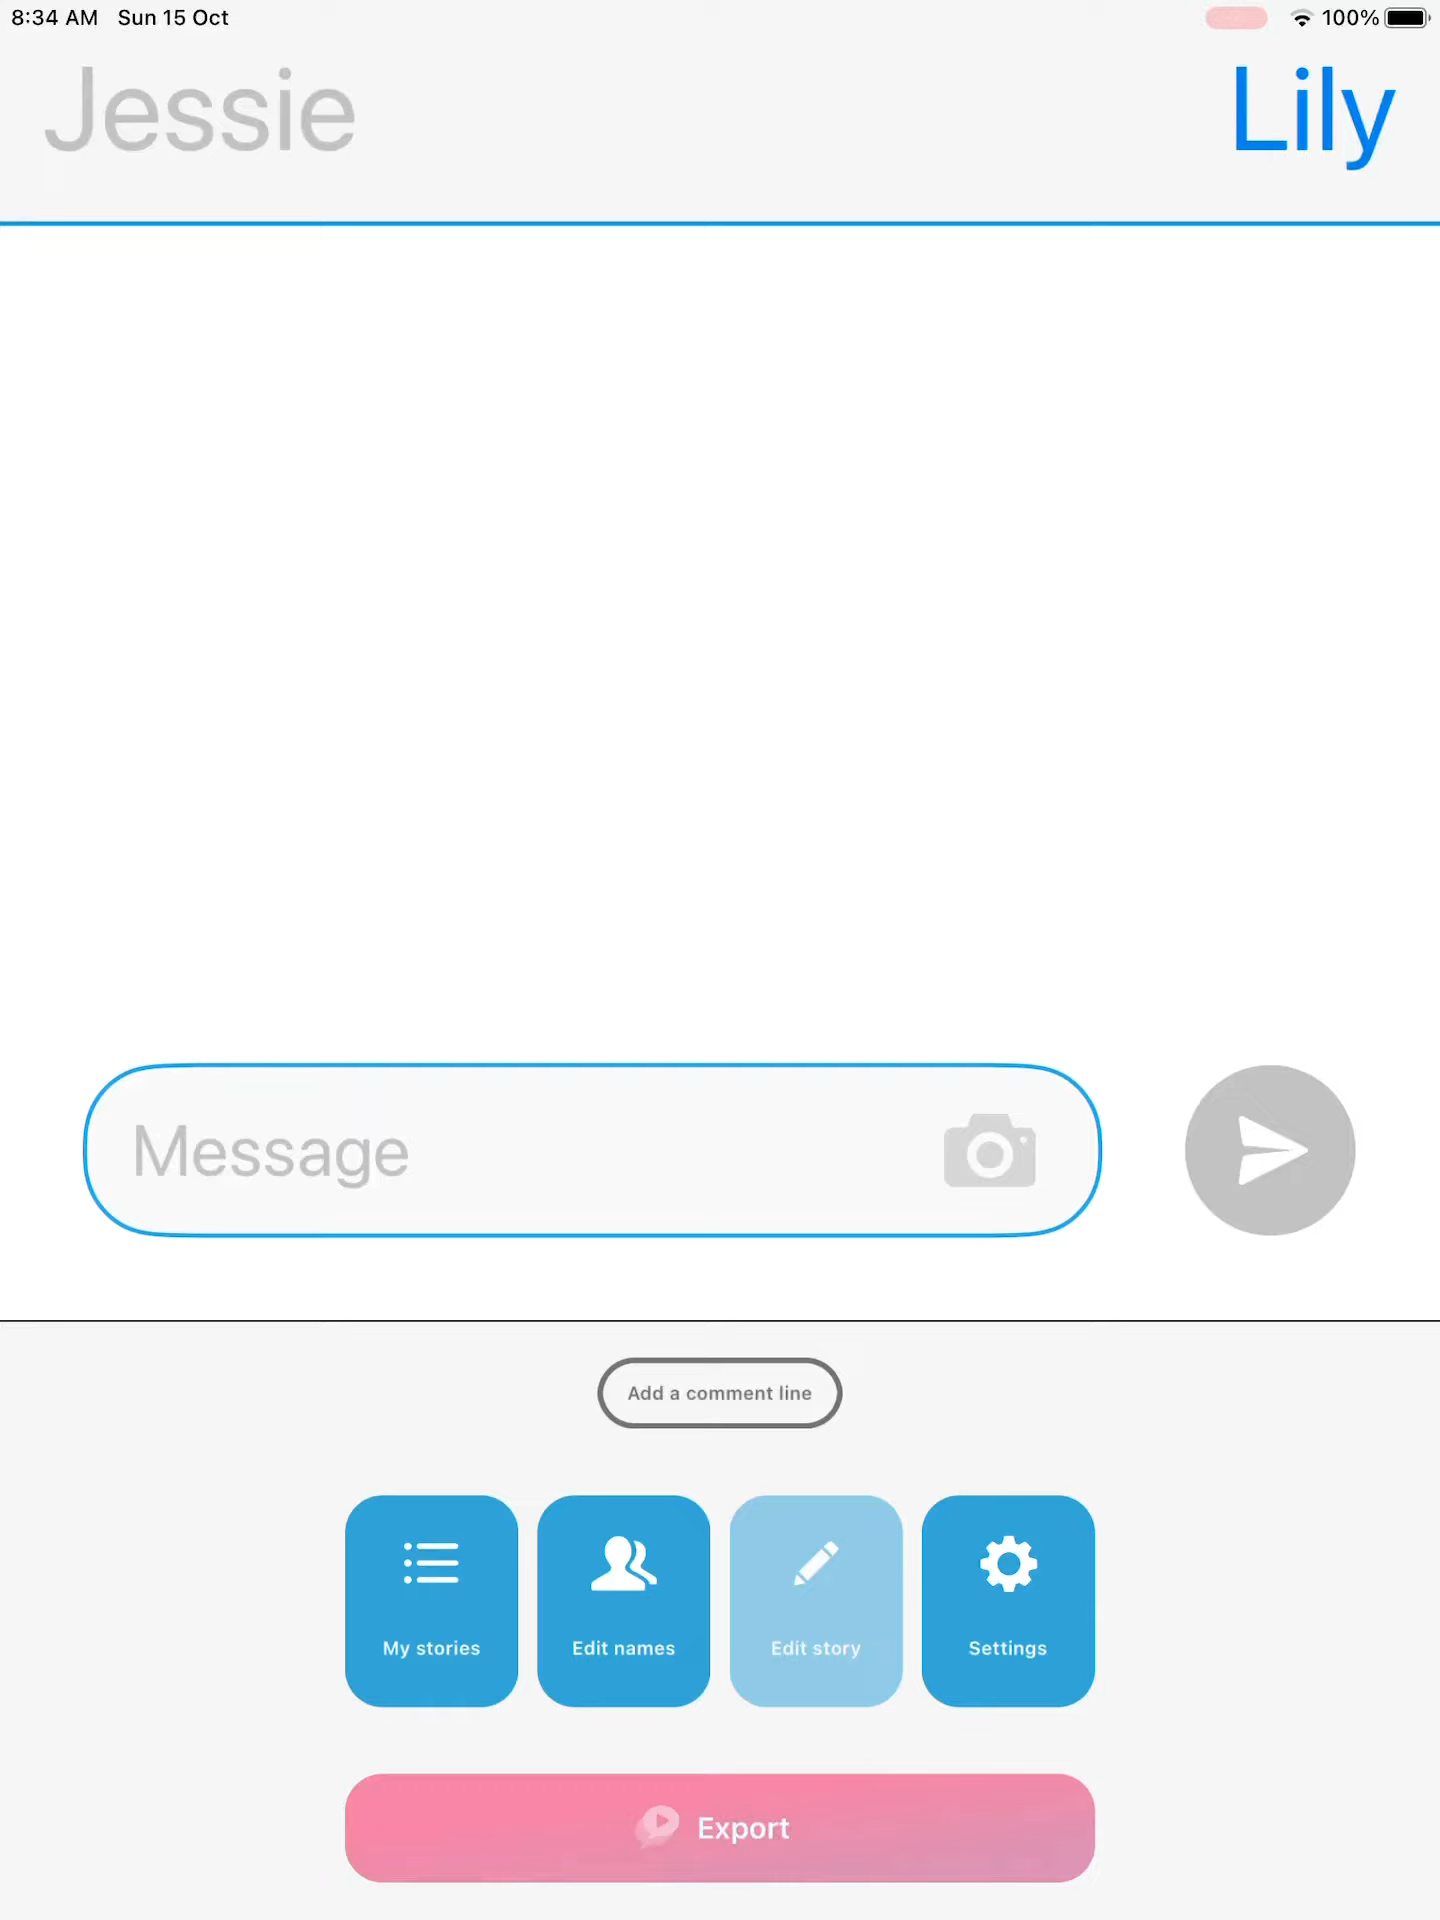 8:34 AM Sun 15 Oct 100%
Jessie Lily
Message
Add a comment line
My stories Edit names Edit story Settings
Export